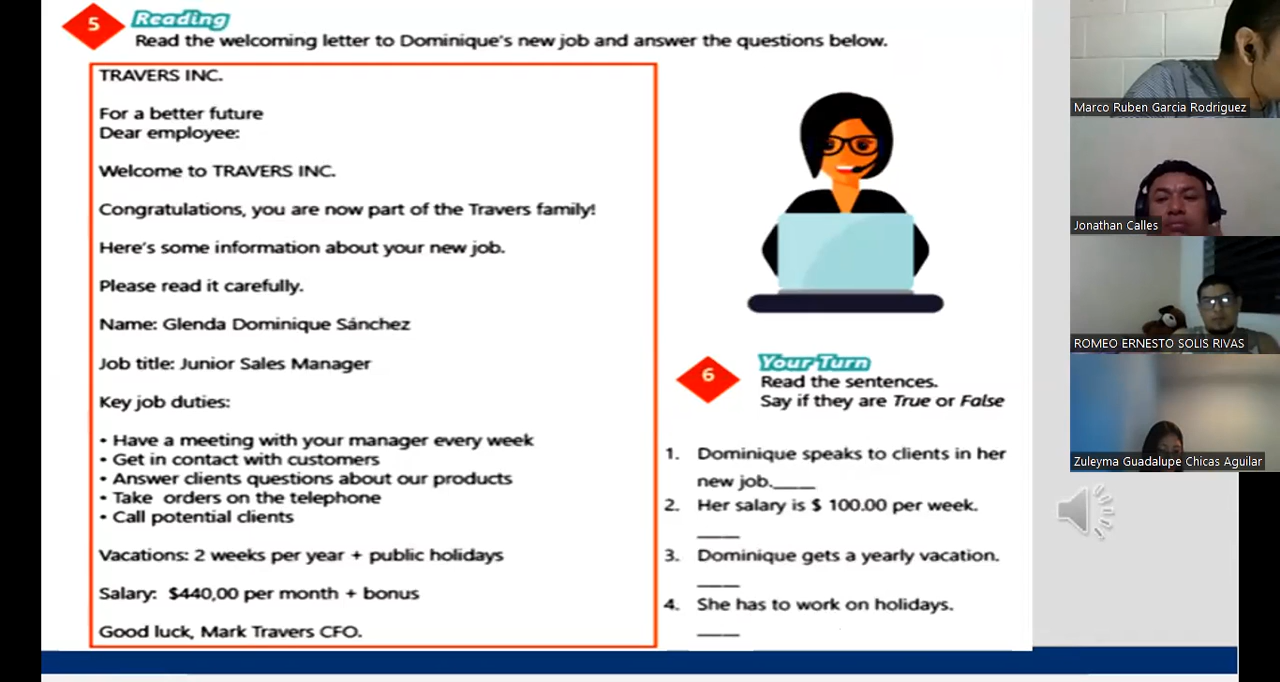 5
Reading
Read the welcoming letter to Dominique's new job and answer the questions below.
TRAVERS INC.
For a better future
Dear employee:
Welcome to TRAVERS INC.
Congratulations, you are now part of the Travers family!
Here's some information about your new job.
Please read it carefully.
Name: Glenda Dominique Sánchez
Job title: Junior Sales Manager
Key job duties:
• Have a meeting with your manager every week
• Get in contact with customers
• Answer clients questions about our products
• Take orders on the telephone
• Call potential clients
Vacations: 2 weeks per year + public holidays
Salary: $440,00 per month + bonus
Good luck, Mark Travers CFO.
6
Your Turn
Read the sentences.
Say if they are True or False
1. Dominique speaks to clients in her
new job.____
2. Her salary is $ 100.00 per week.
____
3. Dominique gets a yearly vacation.
____
4. She has to work on holidays.
____
Marco Ruben Garcia Rodriguez
Jonathan Calles
ROMEO ERNESTO SOLIS RIVAS
Zuleyma Guadalupe Chicas Aguilar